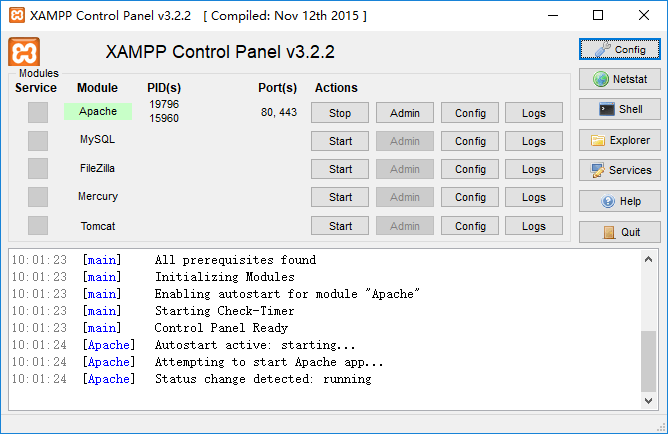 XAMPP Control Panel v3.2.2 [ Compiled: Nov 12th 2015 ]
XAMPP Control Panel v3.2.2
Config
Modules
Service Module PID(s) Port(s) Actions
Netstat
Apache 19796 80, 443 Stop Admin Config Logs
15960
Shell
MySQL Start Admin Config Logs
Explorer
FileZilla Start Admin Config Logs
Services
Mercury Start Admin Config Logs
Help
Tomcat Start Admin Config Logs
Quit
10:01:23 [main] All prerequisites found
10:01:23 [main] Initializing Modules
10:01:23 [main] Enabling autostart for module "Apache"
10:01:23 [main] Starting Check-Timer
10:01:23 [main] Control Panel Ready
10:01:24 [Apache] Autostart active: starting...
10:01:24 [Apache] Attempting to start Apache app...
10:01:24 [Apache] Status change detected: running